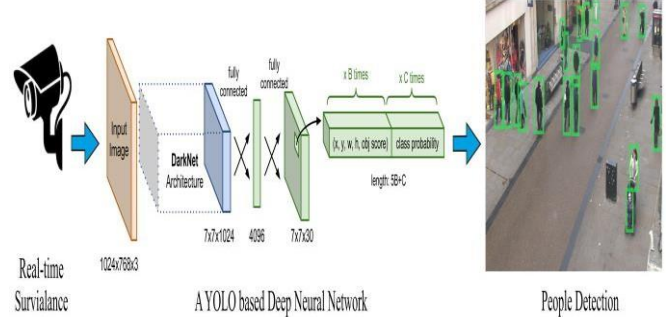 fully
connected
fully
connected
x B times
x C times
Input
Image
DarkNet
Architecture
(x, y, w, h, obj score)
class probability
length: 5B+C
7x7x1024
4096
7x7x30
1024x768x3
Real-time
Survialance
A YOLO based Deep Neural Network
People Detection